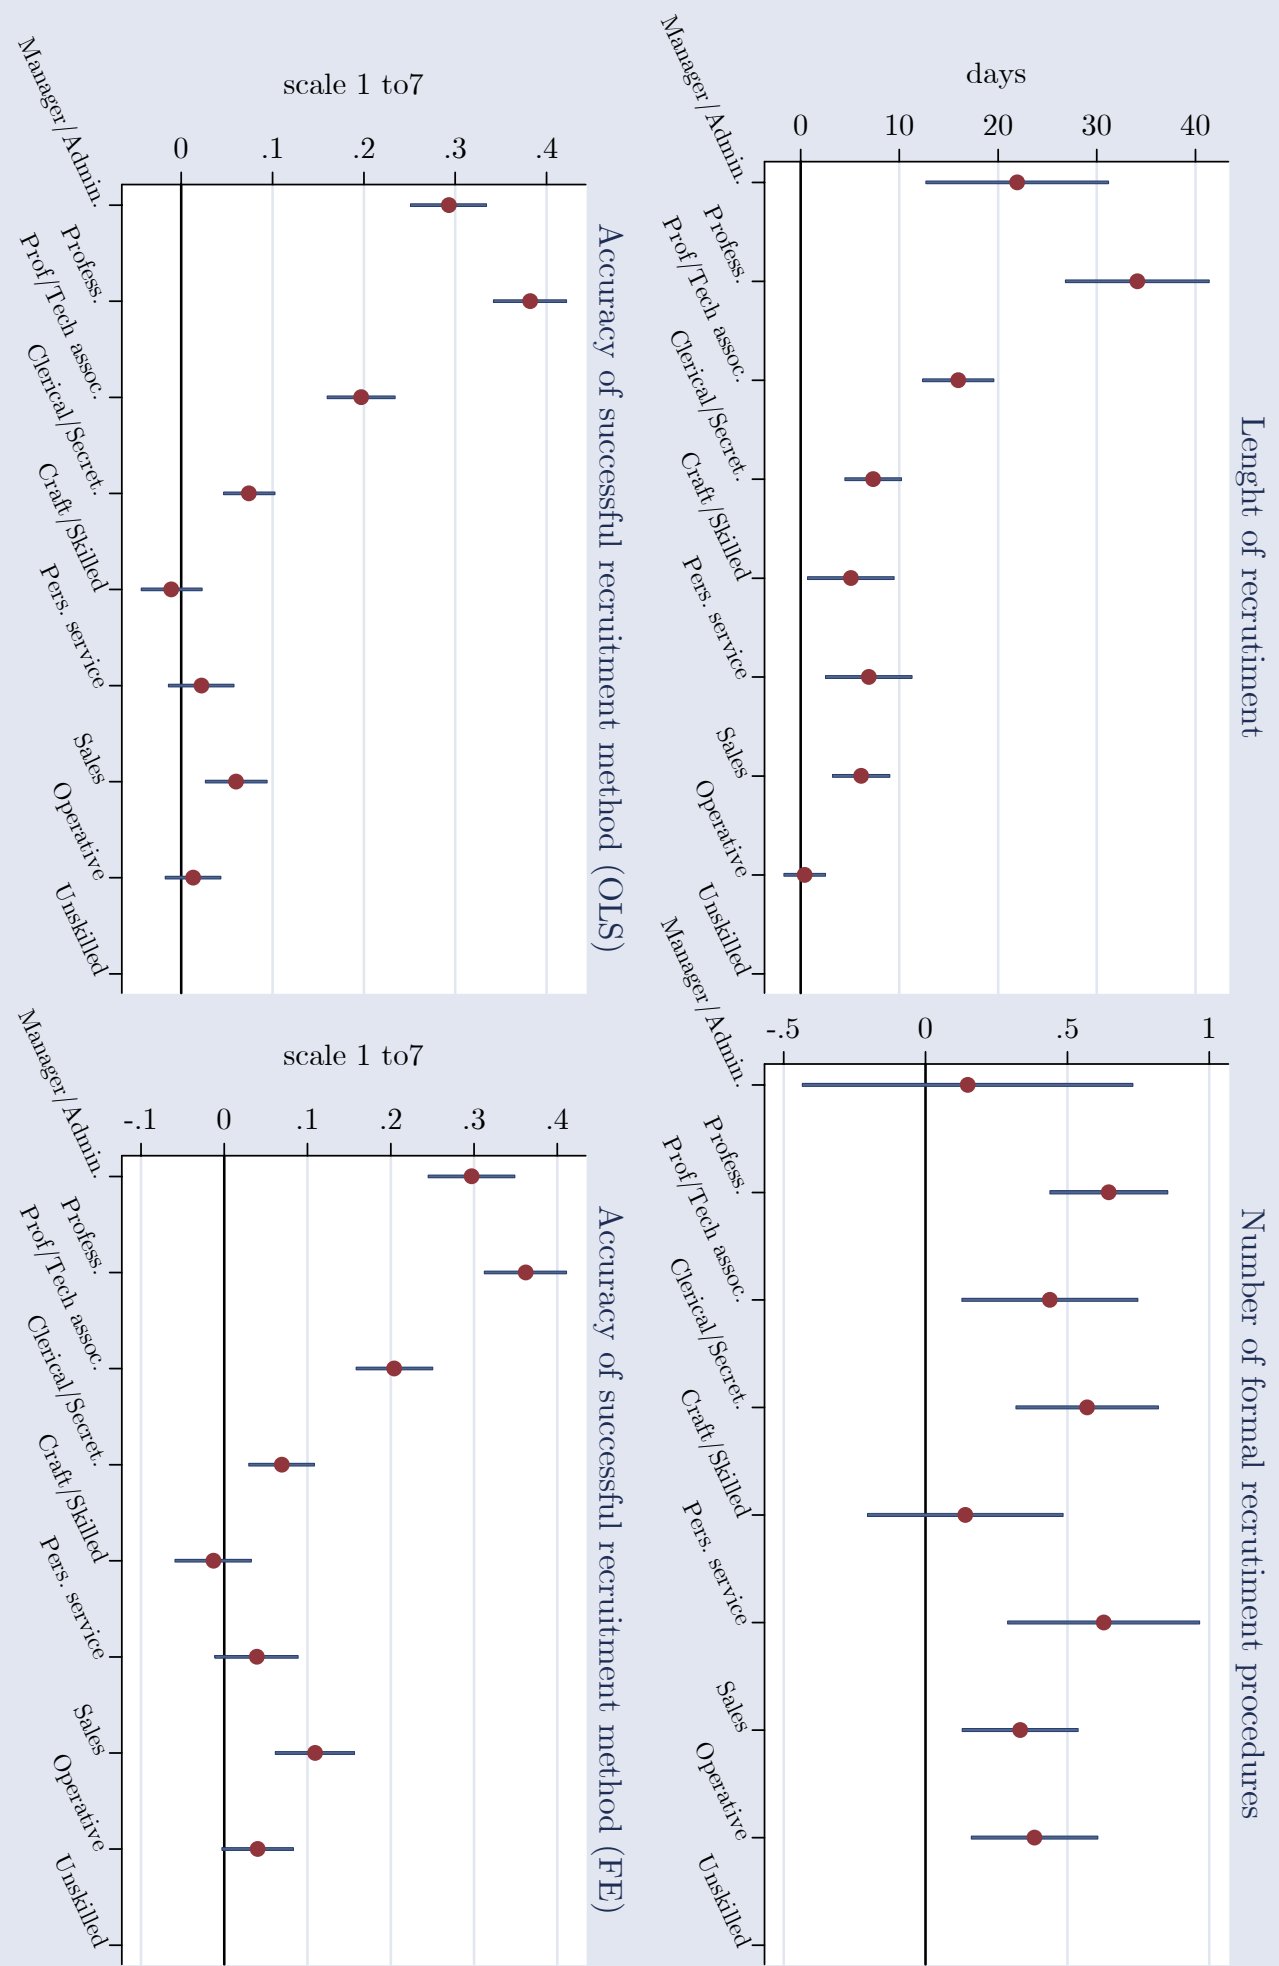 Lenght of recrutiment
days
0 10 20 30 40
Manager/Admin.
Profess.
Prof/Tech assoc.
Clerical/Secret.
Craft/Skilled
Pers. service
Sales
Operative
Unskilled
Number of formal recrutiment procedures
-.5 0 .5 1
Manager/Admin.
Profess.
Prof/Tech assoc.
Clerical/Secret.
Craft/Skilled
Pers. service
Sales
Operative
Unskilled
Accuracy of successful recruitment method (OLS)
scale 1 to7
0 .1 .2 .3 .4
Manager/Admin.
Profess.
Prof/Tech assoc.
Clerical/Secret.
Craft/Skilled
Pers. service
Sales
Operative
Unskilled
Accuracy of successful recruitment method (FE)
scale 1 to7
-.1 0 .1 .2 .3 .4
Manager/Admin.
Profess.
Prof/Tech assoc.
Clerical/Secret.
Craft/Skilled
Pers. service
Sales
Operative
Unskilled